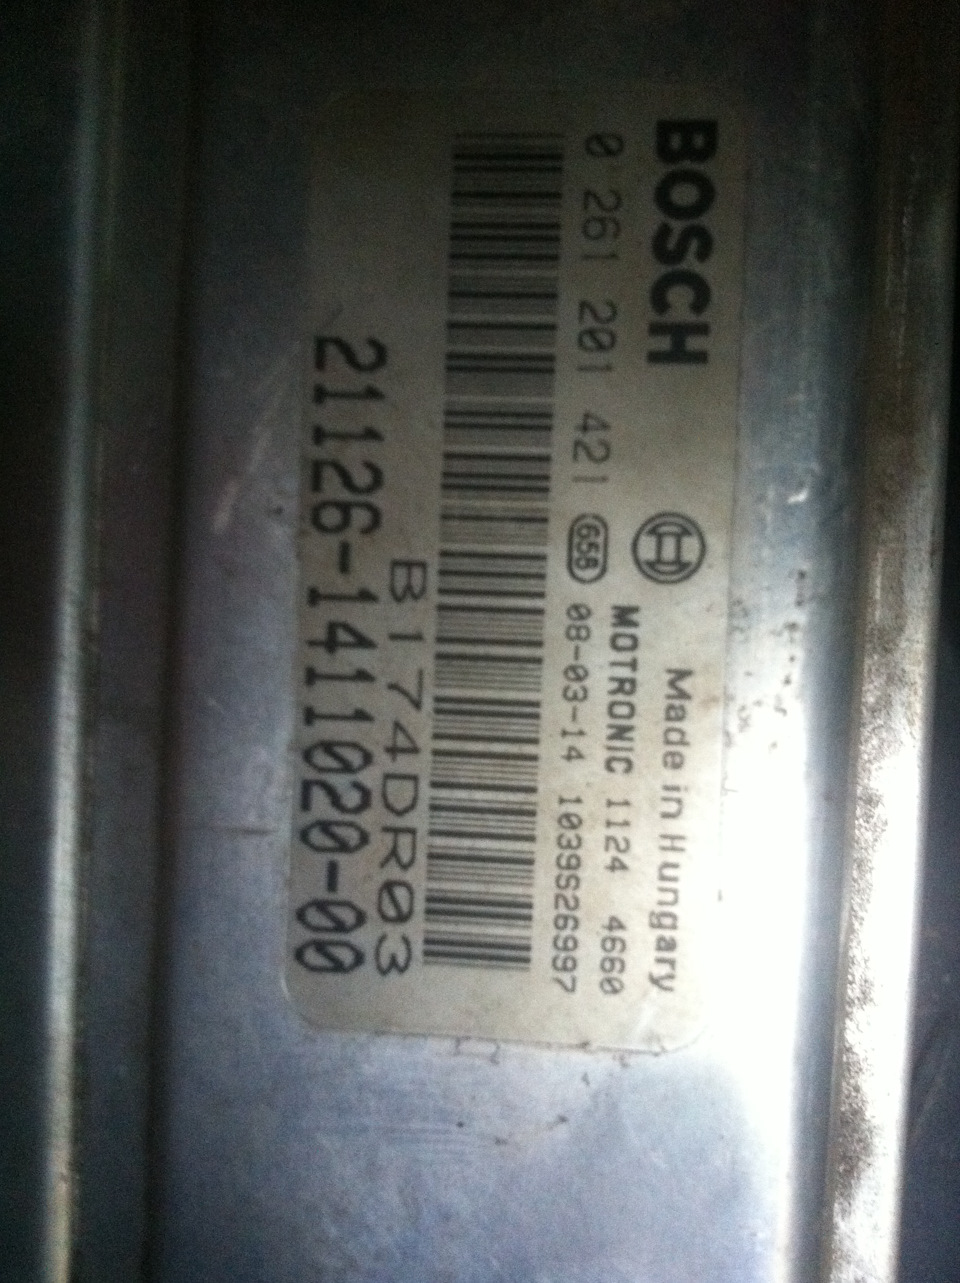 BOSCH
Made in Hungary
MOTRONIC 1124 4660
0 261 201 421 658 08-03-14 1039S26997
B174DR03
21126-1411020-00